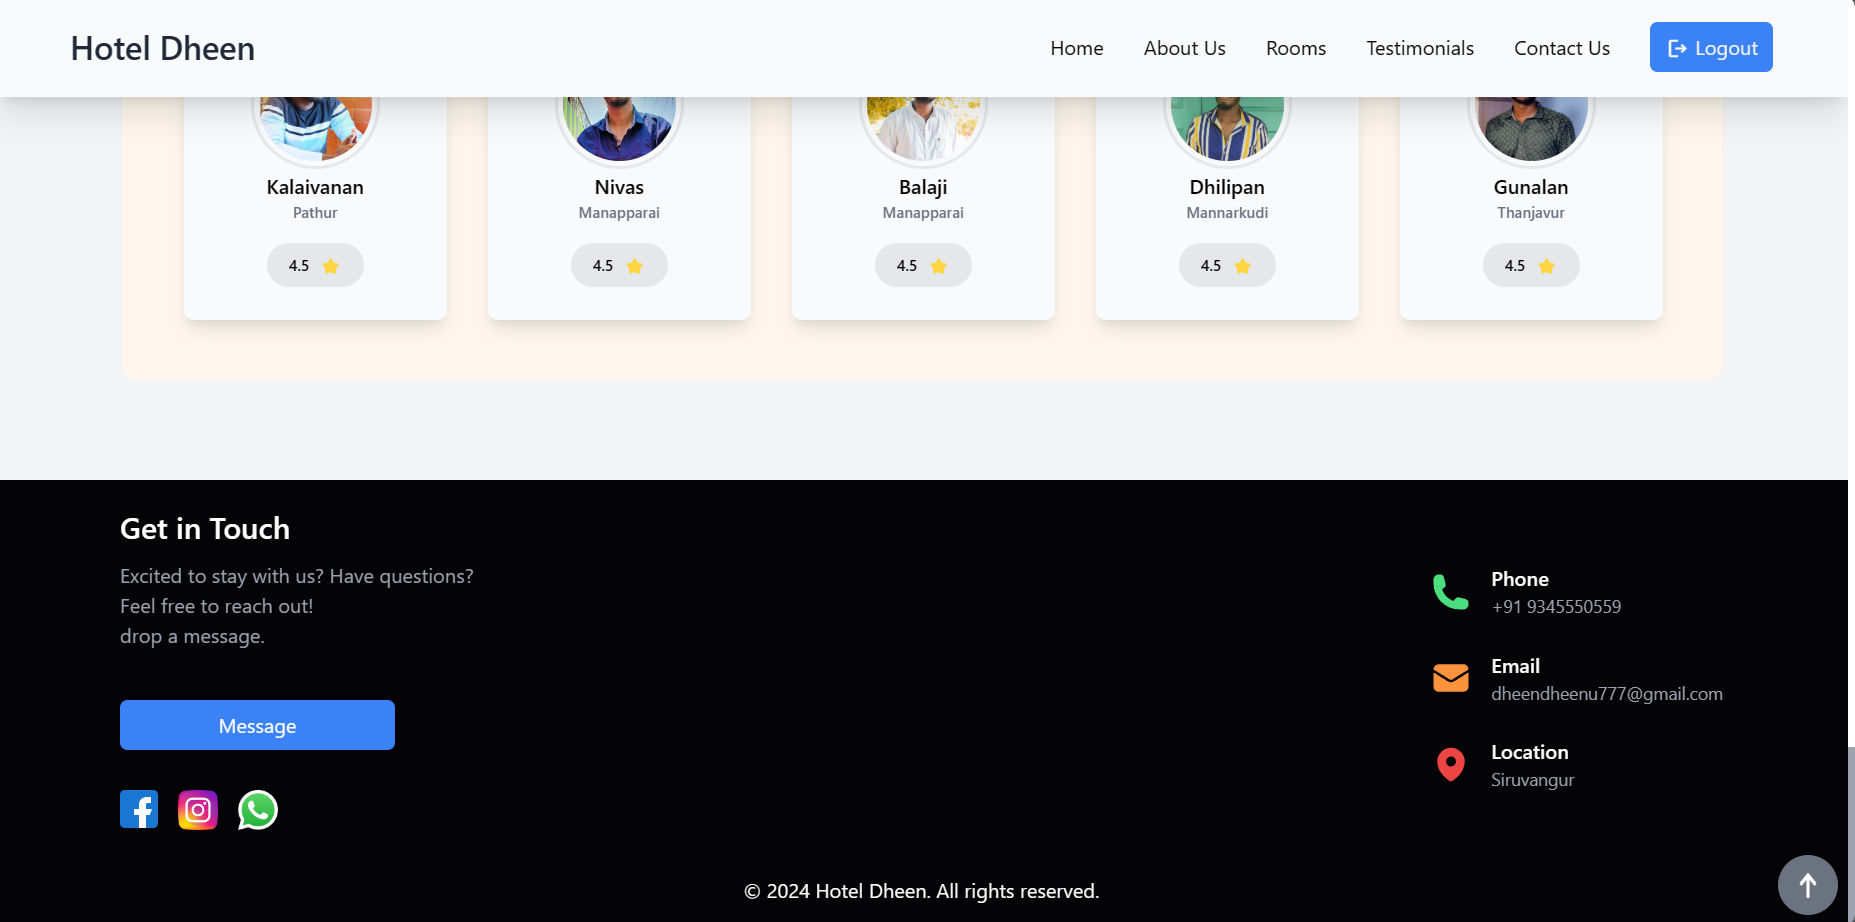 Hotel Dheen
Home
About Us
Rooms
Testimonials
Contact Us
Logout
Kalaivanan
Pathur
4.5
Nivas
Manapparai
4.5
Balaji
Manapparai
4.5
Dhilipan
Mannarkudi
4.5
Gunalan
Thanjavur
4.5
Get in Touch
Excited to stay with us? Have questions?
Feel free to reach out!
drop a message.
Message
Phone
+91 9345550559
Email
dheendheenu777@gmail.com
Location
Siruvangur
© 2024 Hotel Dheen. All rights reserved.